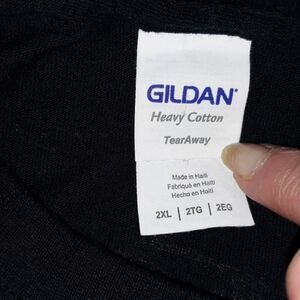 GILDAN®
Heavy Cotton
TearAway
Made in Haiti
Fabriqué en Haïti
Hecho en Haití
2XL | 2TG | 2EG